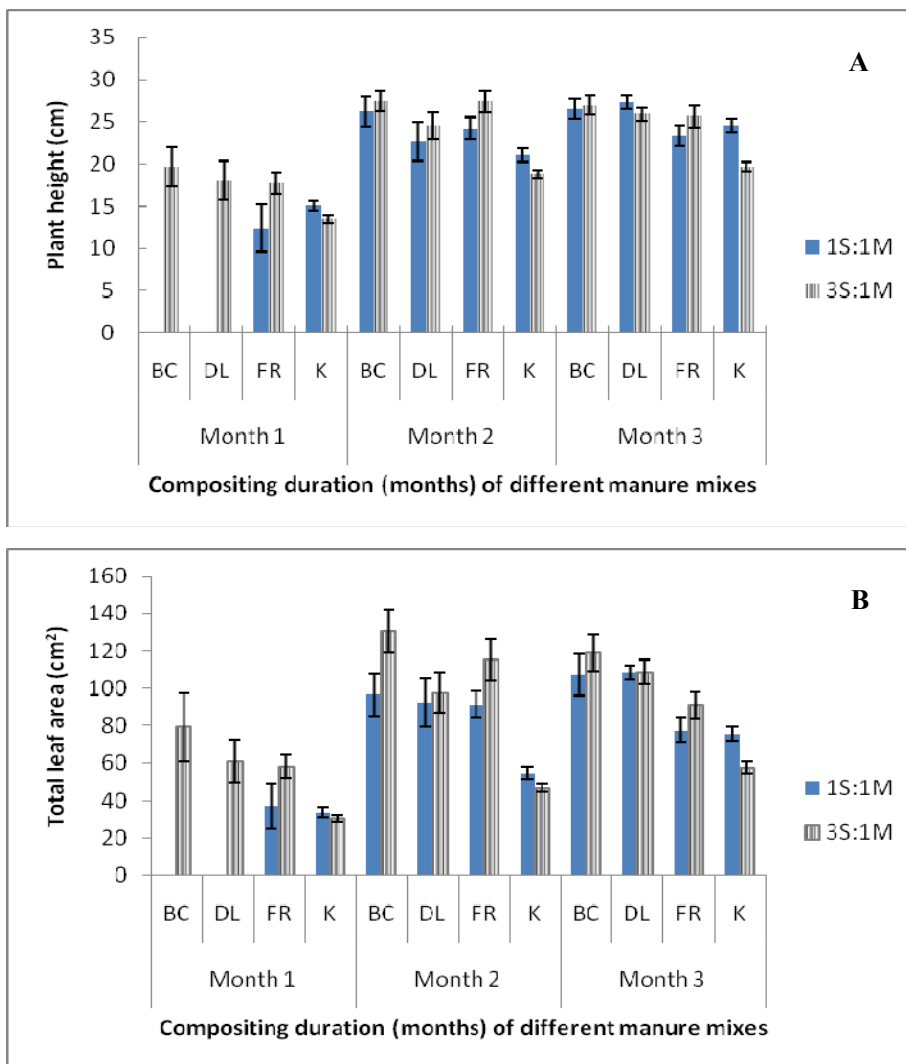 A
Plant height (cm)
35
30
25
20
15
10
5
0
BC DL FR K BC DL FR K BC DL FR K
Month 1 Month 2 Month 3
Compositing duration (months) of different manure mixes
1S:1M
3S:1M
B
Total leaf area (cm²)
160
140
120
100
80
60
40
20
0
BC DL FR K BC DL FR K BC DL FR K
Month 1 Month 2 Month 3
Compositing duration (months) of different manure mixes
1S:1M
3S:1M